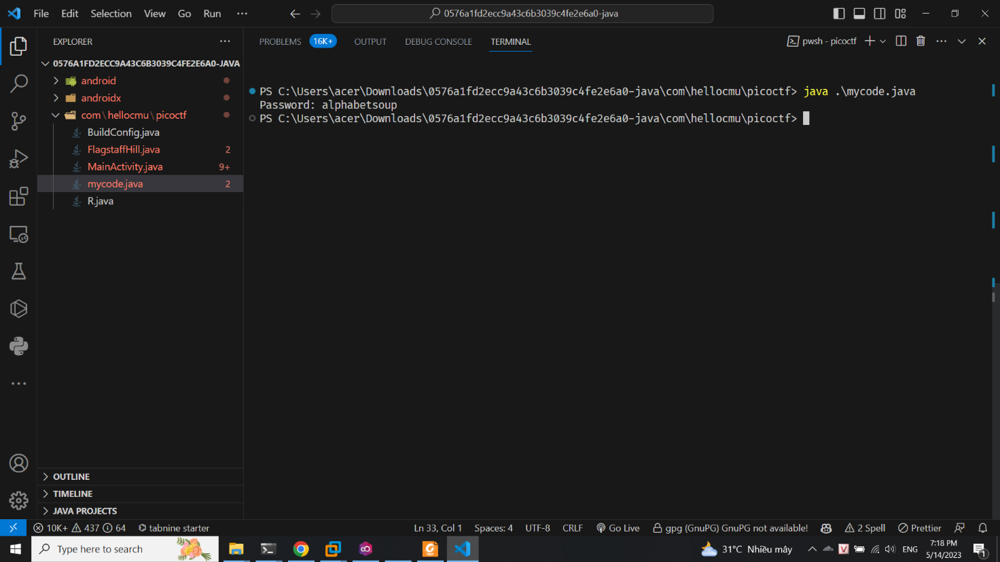 File Edit Selection View Go Run ···
0576a1fd2ecc9a43c6b3039c4fe2e6a0-java
EXPLORER ···
PROBLEMS 16K+ OUTPUT DEBUG CONSOLE TERMINAL
pwsh - picoctf
0576A1FD2ECC9A43C6B3039C4FE2E6A0-JAVA
android
androidx
com\hellocmu\picoctf
BuildConfig.java
FlagstaffHill.java 2
MainActivity.java 9+
mycode.java 2
R.java
PS C:\Users\acer\Downloads\0576a1fd2ecc9a43c6b3039c4fe2e6a0-java\com\hellocmu\picoctf> java .\mycode.java
Password: alphabetsoup
PS C:\Users\acer\Downloads\0576a1fd2ecc9a43c6b3039c4fe2e6a0-java\com\hellocmu\picoctf>
OUTLINE
TIMELINE
JAVA PROJECTS
10K+ 437 64 tabnine starter Ln 33, Col 1 Spaces: 4 UTF-8 CRLF Go Live gpg (GnuPG) GnuPG not available! 2 Spell Prettier
Type here to search
31°C Nhiều mây
V
ENG
7:18 PM
5/14/2023
1